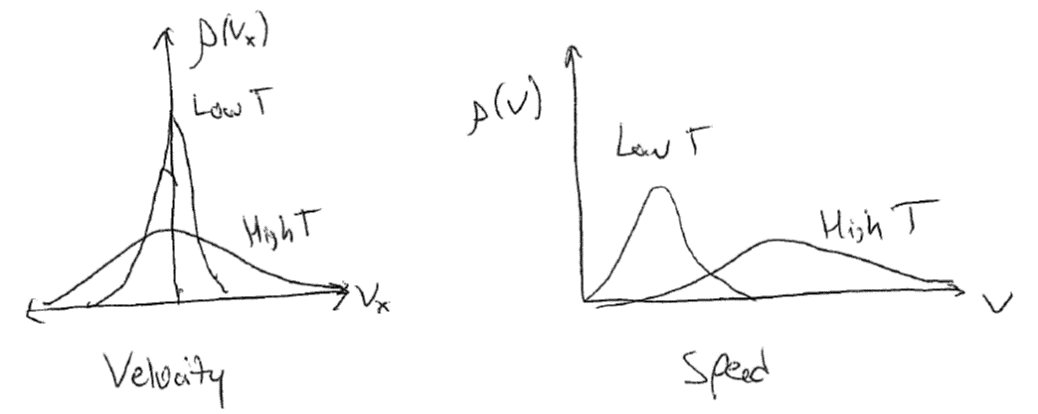 ρ(Vx)
Low T
High T
Vx
Velocity
ρ(V)
Low T
High T
V
Speed